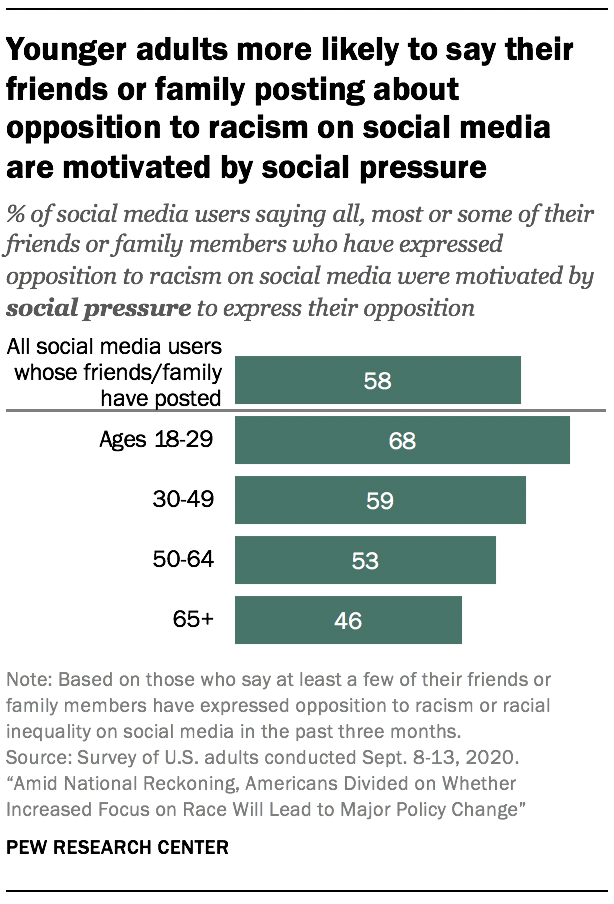 Younger adults more likely to say their
friends or family posting about
opposition to racism on social media
are motivated by social pressure
% of social media users saying all, most or some of their
friends or family members who have expressed
opposition to racism on social media were motivated by
social pressure to express their opposition
All social media users
whose friends/family
have posted
58
Ages 18-29
68
30-49
59
50-64
53
65+
46
Note: Based on those who say at least a few of their friends or
family members have expressed opposition to racism or racial
inequality on social media in the past three months.
Source: Survey of U.S. adults conducted Sept. 8-13, 2020.
“Amid National Reckoning, Americans Divided on Whether
Increased Focus on Race Will Lead to Major Policy Change”
PEW RESEARCH CENTER